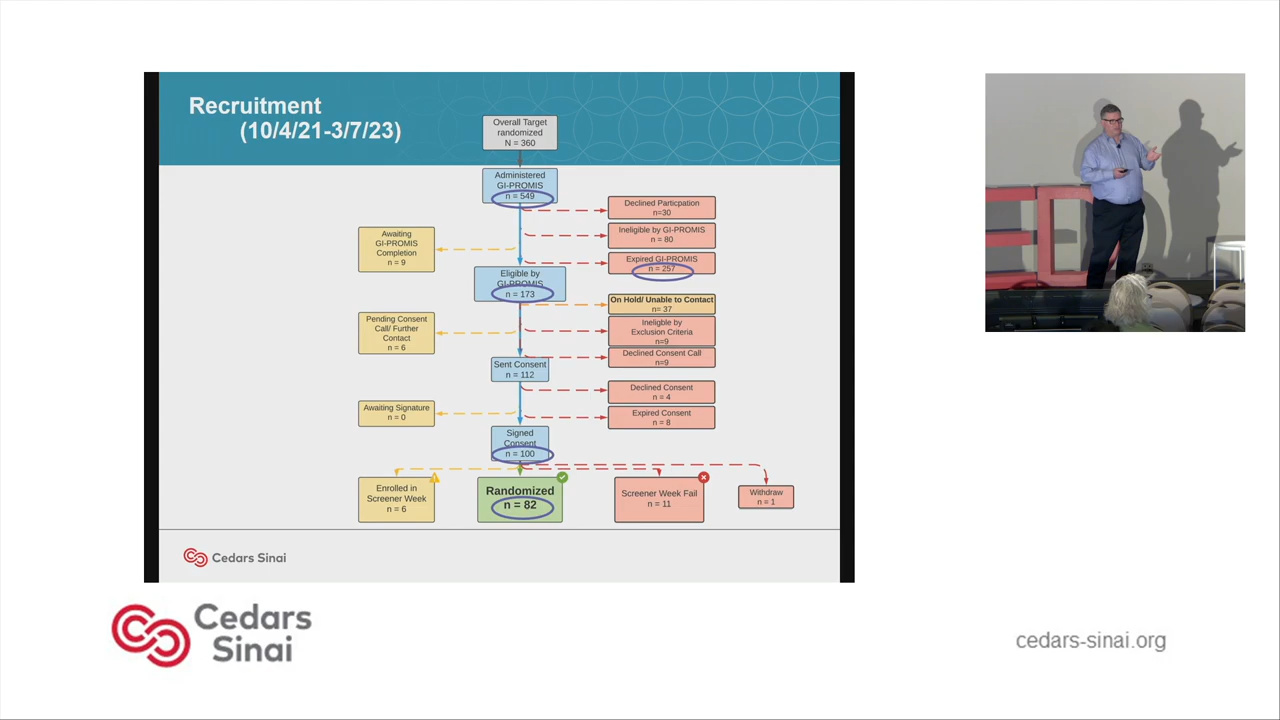 Recruitment
(10/4/21-3/7/23)
Overall Target
randomized
N = 360
Administered
GI-PROMIS
n = 549
Declined Particpation
n=30
Ineligible by GI-PROMIS
n = 80
Awaiting
GI-PROMIS
Completion
n = 9
Expired GI-PROMIS
n = 257
Eligible by
GI-PROMIS
n = 173
On Hold/ Unable to Contact
n= 37
Pending Consent
Call/ Further
Contact
n = 6
Ineligible by
Exclusion Criteria
n=9
Declined Consent Call
n=9
Sent Consent
n = 112
Declined Consent
n = 4
Awaiting Signature
n = 0
Expired Consent
n = 8
Signed
Consent
n = 100
Enrolled in
Screener Week
n = 6
Randomized
n = 82
Screener Week Fail
n = 11
Withdraw
n = 1
Cedars Sinai
Cedars
Sinai
cedars-sinai.org